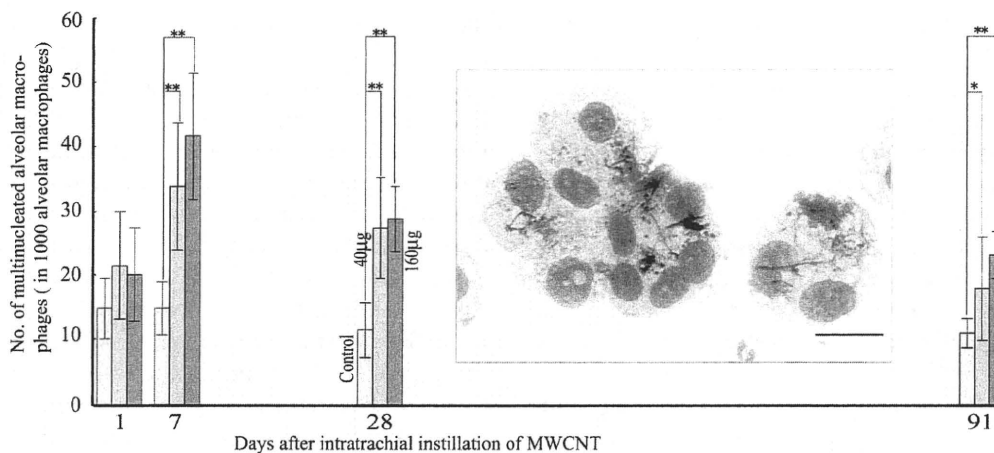 No. of multinucleated alveolar macro-
phages ( in 1000 alveolar macrophages)
60
50
40
30
20
10
0
**
**
**
**
**
*
Control
40µg
160µg
1
7
28
91
Days after intratrachial instillation of MWCNT